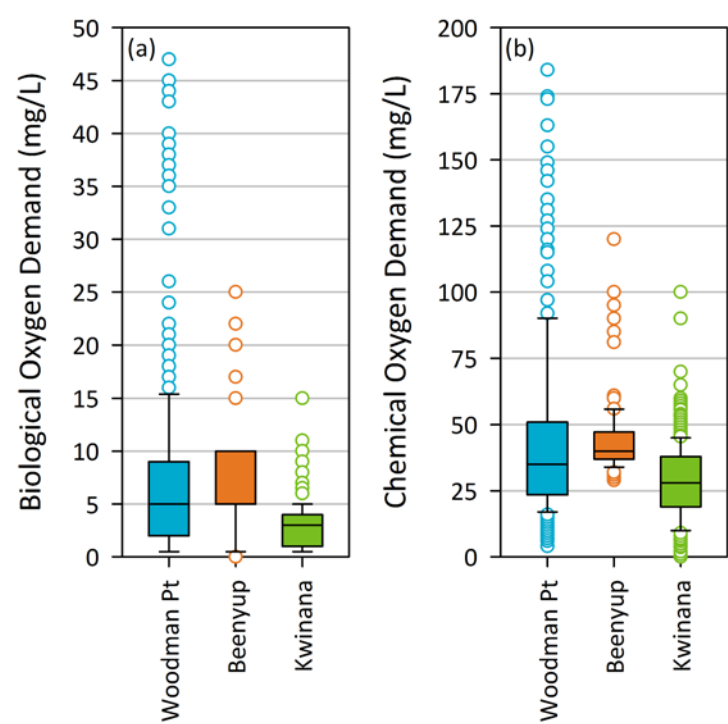 (a)
Biological Oxygen Demand (mg/L)
50
45
40
35
30
25
20
15
10
5
0
Woodman Pt
Beenyup
Kwinana
(b)
Chemical Oxygen Demand (mg/L)
200
175
150
125
100
75
50
25
0
Woodman Pt
Beenyup
Kwinana